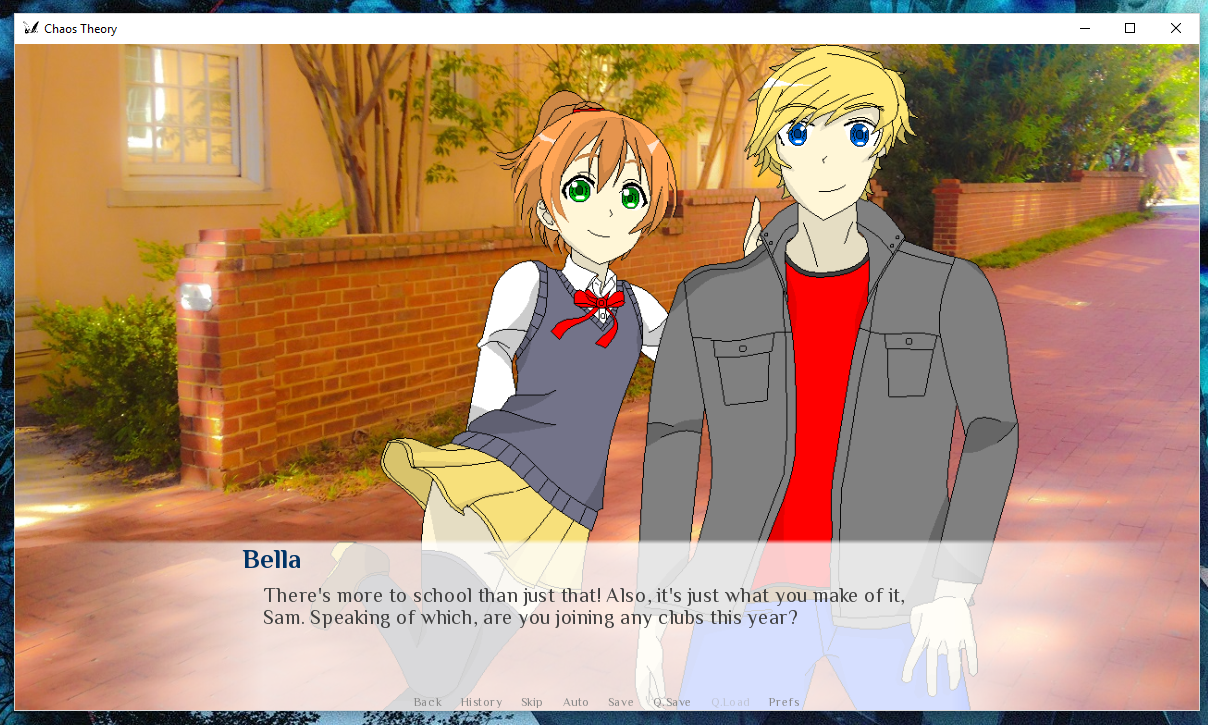 Chaos Theory
Bella
There's more to school than just that! Also, it's just what you make of it,
Sam. Speaking of which, are you joining any clubs this year?
Back History Skip Auto Save Q.Save Q.Load Prefs